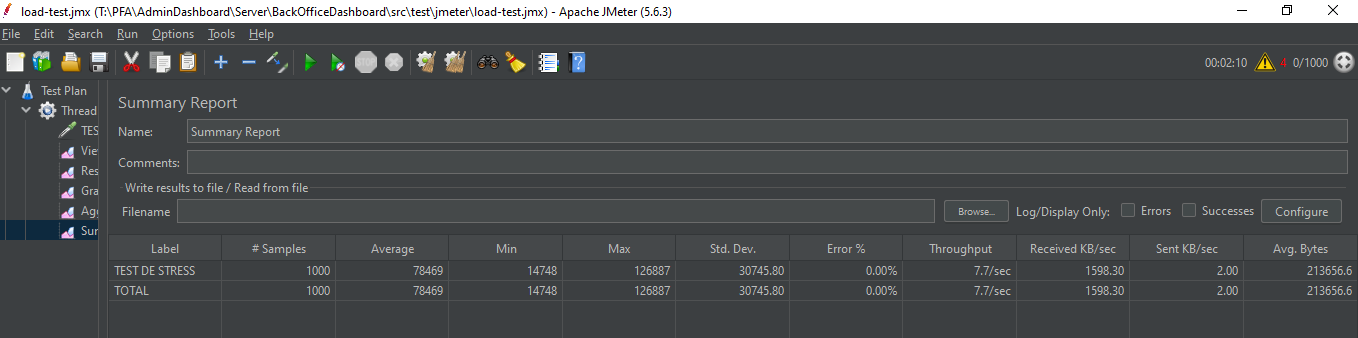 load-test.jmx (T:\PFA\AdminDashboard\Server\BackOfficeDashboard\src\test\jmeter\load-test.jmx) - Apache JMeter (5.6.3)
File Edit Search Run Options Tools Help
STOP 00:02:10 4 0/1000
Test Plan
Thread
TES
Vie
Res
Gra
Agg
Sur
Summary Report
Name: Summary Report
Comments:
Write results to file / Read from file
Filename Browse... Log/Display Only: Errors Successes Configure
Label # Samples Average Min Max Std. Dev. Error % Throughput Received KB/sec Sent KB/sec Avg. Bytes
TEST DE STRESS 1000 78469 14748 126887 30745.80 0.00% 7.7/sec 1598.30 2.00 213656.6
TOTAL 1000 78469 14748 126887 30745.80 0.00% 7.7/sec 1598.30 2.00 213656.6